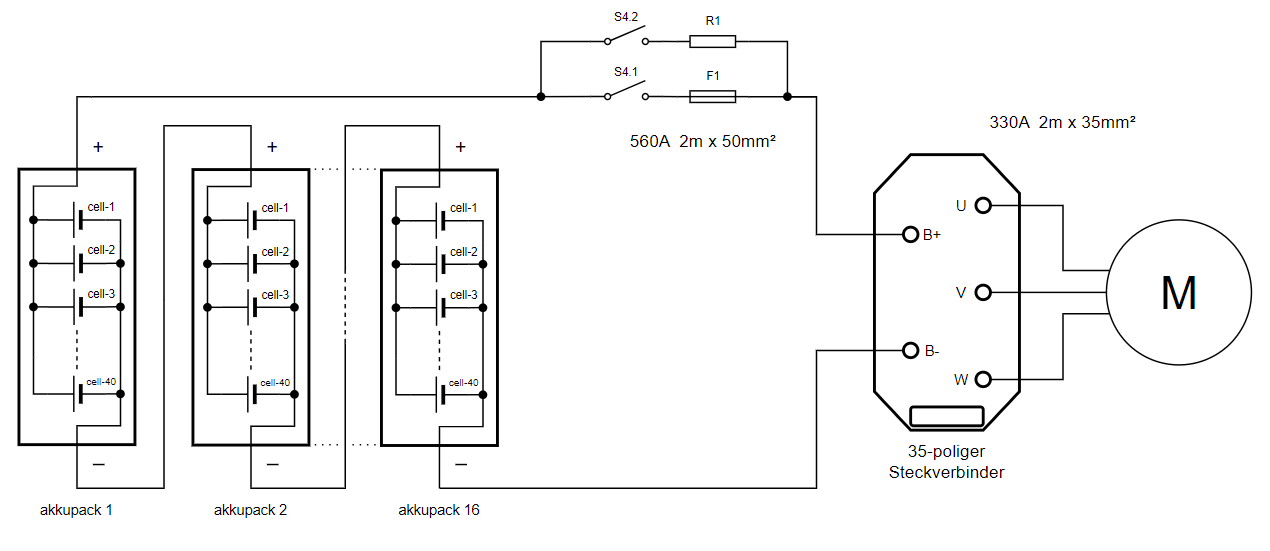 S4.2
R1
S4.1
F1
560A 2m x 50mm²
330A 2m x 35mm²
+
+
+
cell-1
cell-2
cell-3
cell-40
cell-1
cell-2
cell-3
cell-40
cell-1
cell-2
cell-3
cell-40
–
–
–
akkupack 1
akkupack 2
akkupack 16
U
B+
V
B-
W
M
35-poliger
Steckverbinder